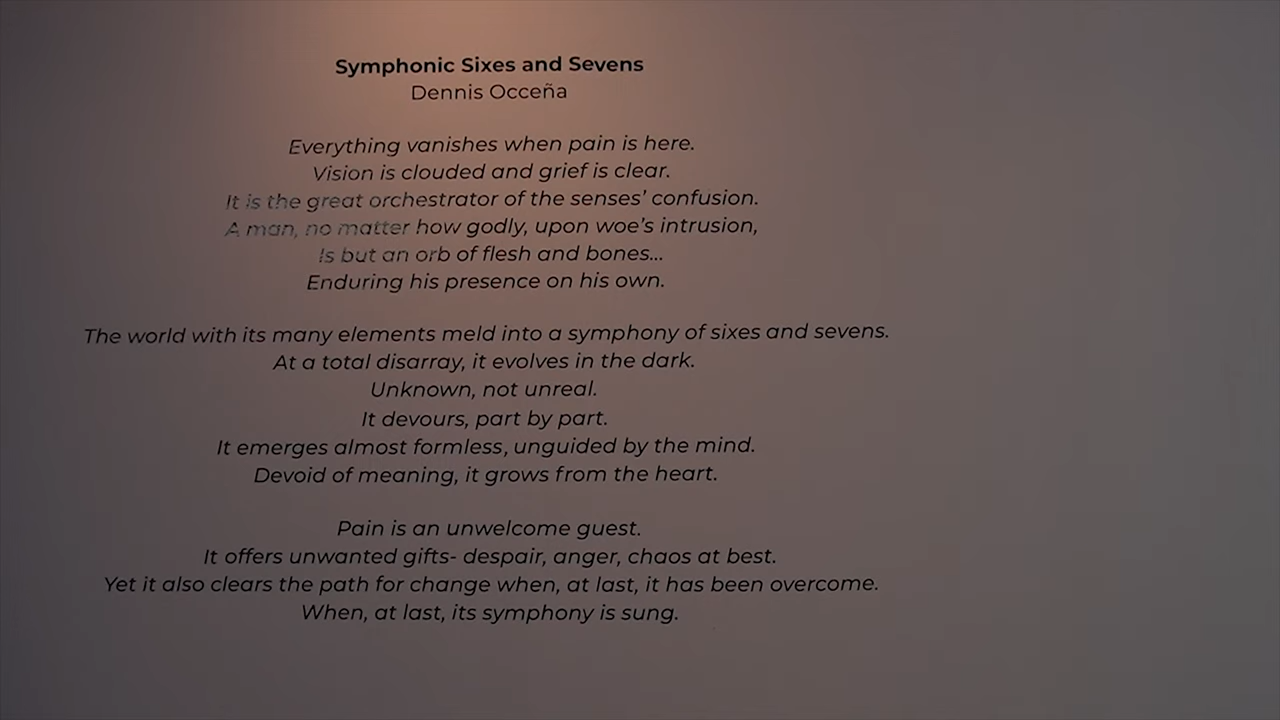 Symphonic Sixes and Sevens
Dennis Occeña
Everything vanishes when pain is here.
Vision is clouded and grief is clear.
It is the great orchestrator of the senses’ confusion.
A man, no matter how godly, upon woe’s intrusion,
Is but an orb of flesh and bones...
Enduring his presence on his own.
The world with its many elements meld into a symphony of sixes and sevens.
At a total disarray, it evolves in the dark.
Unknown, not unreal.
It devours, part by part.
It emerges almost formless, unguided by the mind.
Devoid of meaning, it grows from the heart.
Pain is an unwelcome guest.
It offers unwanted gifts- despair, anger, chaos at best.
Yet it also clears the path for change when, at last, it has been overcome.
When, at last, its symphony is sung.